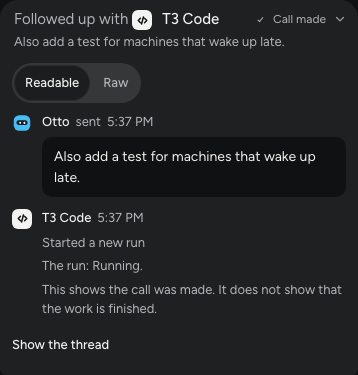 Followed up with T3 Code ✓ Call made
Also add a test for machines that wake up late.
Readable Raw
Otto sent 5:37 PM
Also add a test for machines that wake up
late.
T3 Code 5:37 PM
Started a new run
The run: Running.
This shows the call was made. It does not show that
the work is finished.
Show the thread